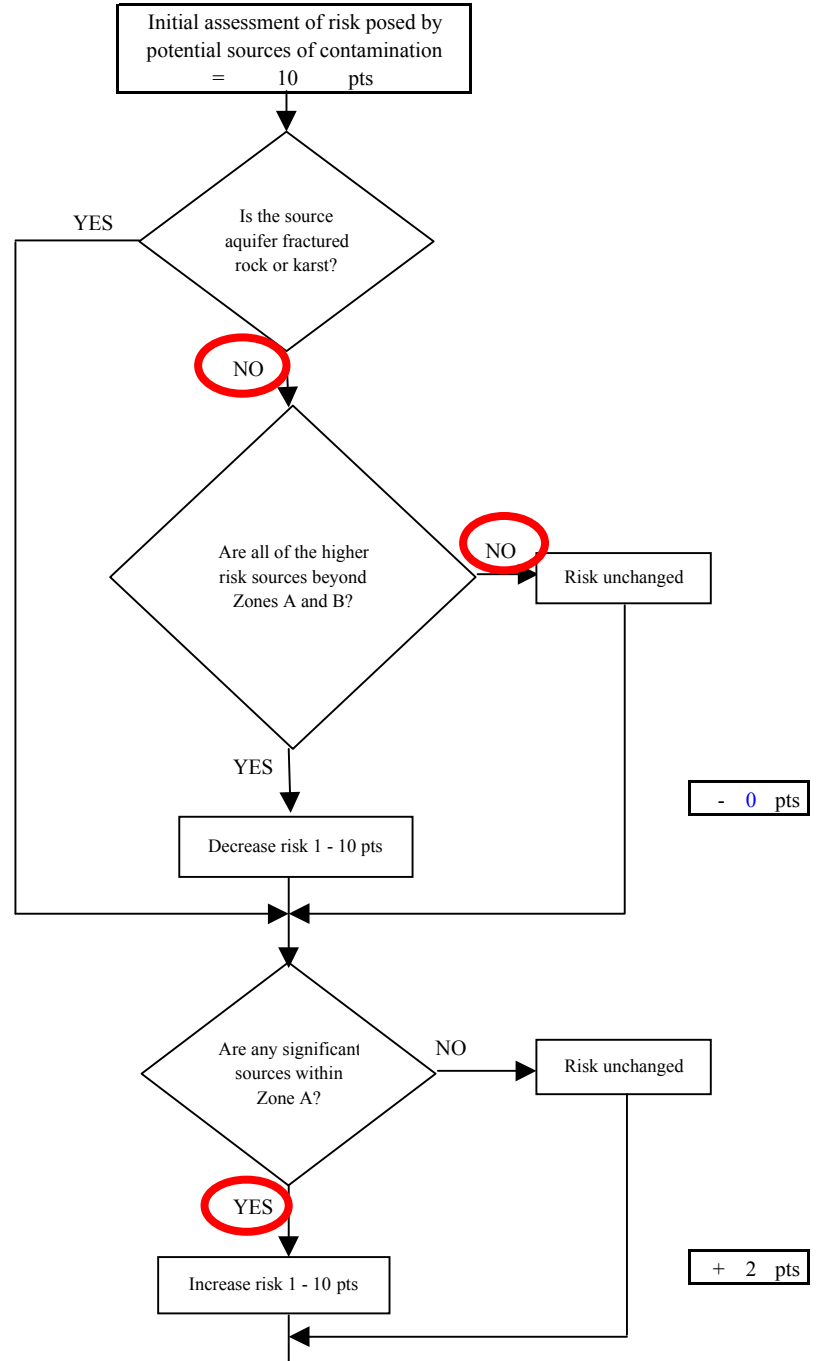 Initial assessment of risk posed by
potential sources of contamination
= 10 pts
YES
Is the source
aquifer fractured
rock or karst?
NO
Are all of the higher
risk sources beyond
Zones A and B?
NO
Risk unchanged
YES
- 0 pts
Decrease risk 1 - 10 pts
Are any significant
sources within
Zone A?
NO
Risk unchanged
YES
Increase risk 1 - 10 pts
+ 2 pts